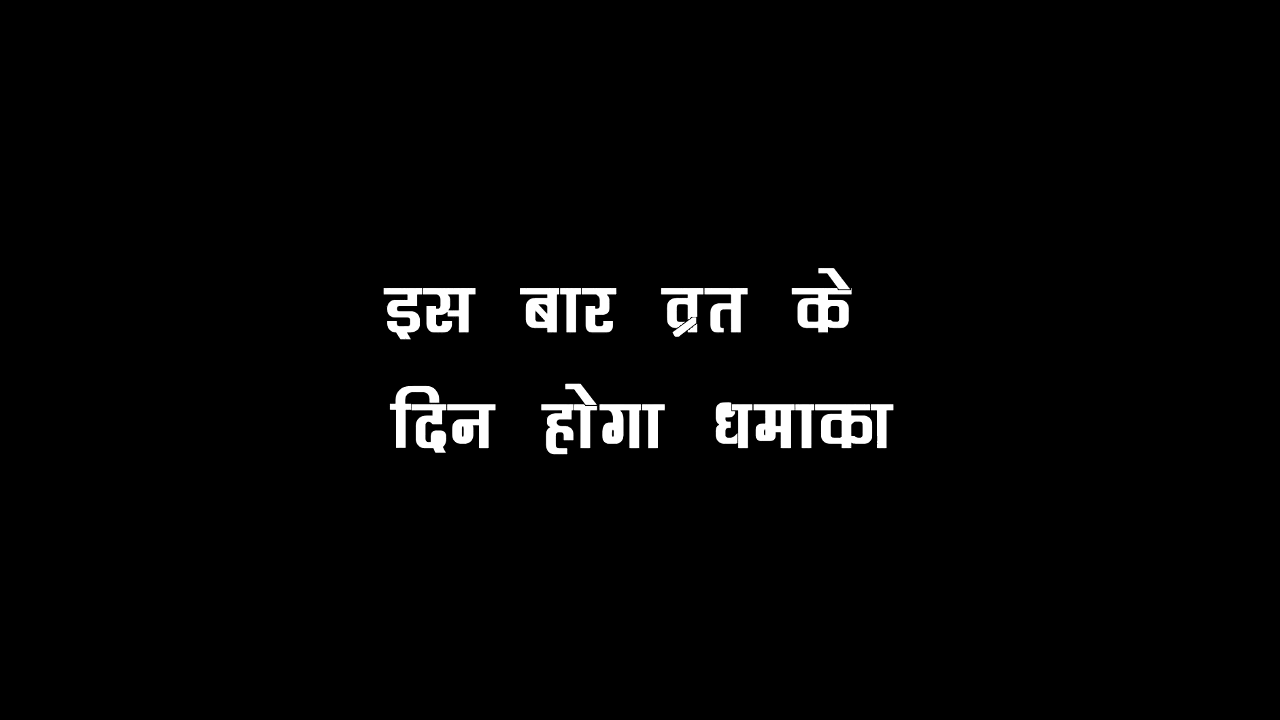 इस बार व्रत के
दिन होगा धमाका